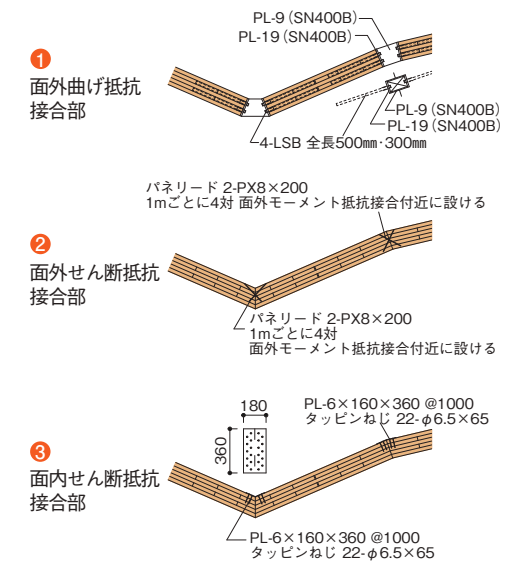 PL-9（SN400B）
PL-19（SN400B）
1
面外曲げ抵抗
接合部
PL-9（SN400B）
PL-19（SN400B）
4-LSB 全長500㎜・300㎜
パネリード 2-PX8×200
1mごとに4対 面外モーメント抵抗接合付近に設ける
2
面外せん断抵抗
接合部
パネリード 2-PX8×200
1mごとに4対
面外モーメント抵抗接合付近に設ける
180
360
PL-6×160×360 @1000
タッピンねじ 22-φ6.5×65
3
面内せん断抵抗
接合部
PL-6×160×360 @1000
タッピンねじ 22-φ6.5×65